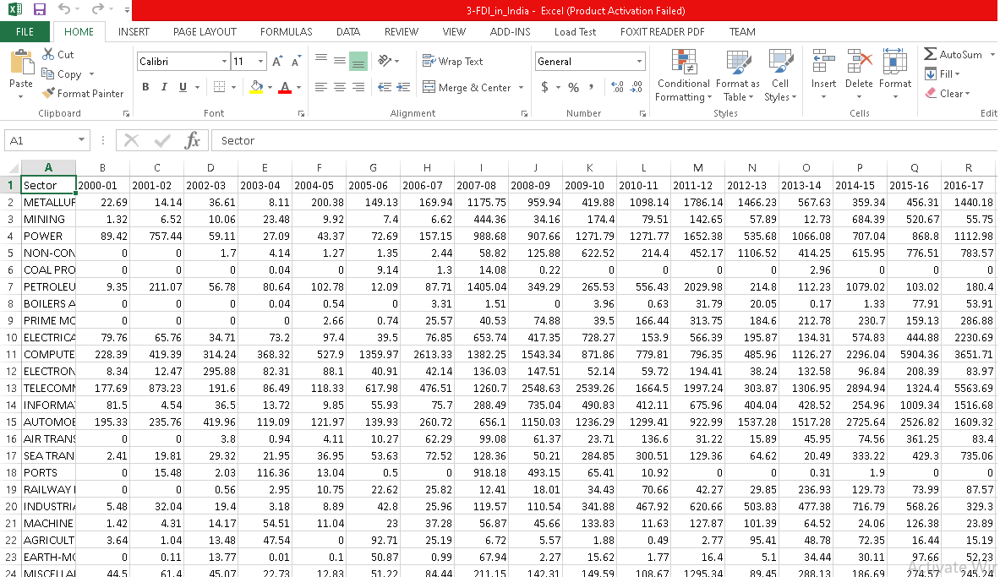 3-FDI_in_India - Excel (Product Activation Failed)
FILE HOME INSERT PAGE LAYOUT FORMULAS DATA REVIEW VIEW ADD-INS Load Test FOXIT READER PDF TEAM
Cut
Copy
Format Painter
Paste
Calibri 11 A A
B I U A
Wrap Text
Merge & Center
General
$ % , .00 .00
Conditional Formatting
Format as Table
Cell Styles
Insert Delete Format
AutoSum
Fill
Clear
Clipboard Font Alignment Number Styles Cells Edit
A1 fx Sector
A B C D E F G H I J K L M N O P Q R
1 Sector 2000-01 2001-02 2002-03 2003-04 2004-05 2005-06 2006-07 2007-08 2008-09 2009-10 2010-11 2011-12 2012-13 2013-14 2014-15 2015-16 2016-17
2 METALLUR 22.69 14.14 36.61 8.11 200.38 149.13 169.94 1175.75 959.94 419.88 1098.14 1786.14 1466.23 567.63 359.34 456.31 1440.18
3 MINING 1.32 6.52 10.06 23.48 9.92 7.4 6.62 444.36 34.16 174.4 79.51 142.65 57.89 12.73 684.39 520.67 55.75
4 POWER 89.42 757.44 59.11 27.09 43.37 72.69 157.15 988.68 907.66 1271.79 1271.77 1652.38 535.68 1066.08 707.04 868.8 1112.98
5 NON-CON 0 0 1.7 4.14 1.27 1.35 2.44 58.82 125.88 622.52 214.4 452.17 1106.52 414.25 615.95 776.51 783.57
6 COAL PRO 0 0 0 0.04 0 9.14 1.3 14.08 0.22 0 0 0 0 2.96 0 0 0
7 PETROLEU 9.35 211.07 56.78 80.64 102.78 12.09 87.71 1405.04 349.29 265.53 556.43 2029.98 214.8 112.23 1079.02 103.02 180.4
8 BOILERS A 0 0 0 0.04 0.54 0 3.31 1.51 0 3.96 0.63 31.79 20.05 0.17 1.33 77.91 53.91
9 PRIME MO 0 0 0 0 2.66 0.74 25.57 40.53 74.88 39.5 166.44 313.75 184.6 212.78 230.7 159.13 286.88
10 ELECTRICA 79.76 65.76 34.71 73.2 97.4 39.5 76.85 653.74 417.35 728.27 153.9 566.39 195.87 134.31 574.83 444.88 2230.69
11 COMPUTE 228.39 419.39 314.24 368.32 527.9 1359.97 2613.33 1382.25 1543.34 871.86 779.81 796.35 485.96 1126.27 2296.04 5904.36 3651.71
12 ELECTRON 8.34 12.47 295.88 82.31 88.1 40.91 42.14 136.03 147.51 52.14 59.72 194.41 38.24 132.58 96.84 208.39 83.97
13 TELECOMM 177.69 873.23 191.6 86.49 118.33 617.98 476.51 1260.7 2548.63 2539.26 1664.5 1997.24 303.87 1306.95 2894.94 1324.4 5563.69
14 INFORMA 81.5 4.54 36.5 13.72 9.85 55.93 75.7 288.49 735.04 490.83 412.11 675.96 404.04 428.52 254.96 1009.34 1516.68
15 AUTOMOB 195.33 235.76 419.96 119.09 121.97 139.93 260.72 656.1 1150.03 1236.29 1299.41 922.99 1537.28 1517.28 2725.64 2526.82 1609.32
16 AIR TRANS 0 0 3.8 0.94 4.11 10.27 62.29 99.08 61.37 23.71 136.6 31.22 15.89 45.95 74.56 361.25 83.4
17 SEA TRAN 2.41 19.81 29.32 21.95 36.95 53.63 72.52 128.36 50.21 284.85 300.51 129.36 64.62 20.49 333.22 429.3 735.06
18 PORTS 0 15.48 2.03 116.36 13.04 0.5 0 918.18 493.15 65.41 10.92 0 0 0.31 1.9 0 0
19 RAILWAY 0 0 0.56 2.95 10.75 22.62 25.82 12.41 18.01 34.43 70.66 42.27 29.85 236.93 129.73 73.99 87.57
20 INDUSTRIA 5.48 32.04 19.4 3.18 8.89 42.8 25.96 119.57 110.54 341.88 467.92 620.66 503.83 477.38 716.79 568.26 329.3
21 MACHINE 1.42 4.31 14.17 54.51 11.04 23 37.28 56.87 45.66 133.83 11.63 127.87 101.39 64.52 24.06 126.38 23.89
22 AGRICULT 3.64 1.04 13.48 47.54 0 92.71 25.19 6.72 5.57 1.88 0.49 2.77 95.41 48.78 72.35 16.44 15.19
23 EARTH-MO 0 0.11 13.77 0.01 0.1 50.87 0.99 67.94 2.27 15.62 1.77 16.4 5.1 34.44 30.11 97.66 52.23
24 MISCELLA 44.5 61.4 45.07 22.73 12.83 51.22 84.44 211.15 142.31 149.59 108.67 1295.34 89.45 288.13 186.69 274.57 245.24
Activate Win